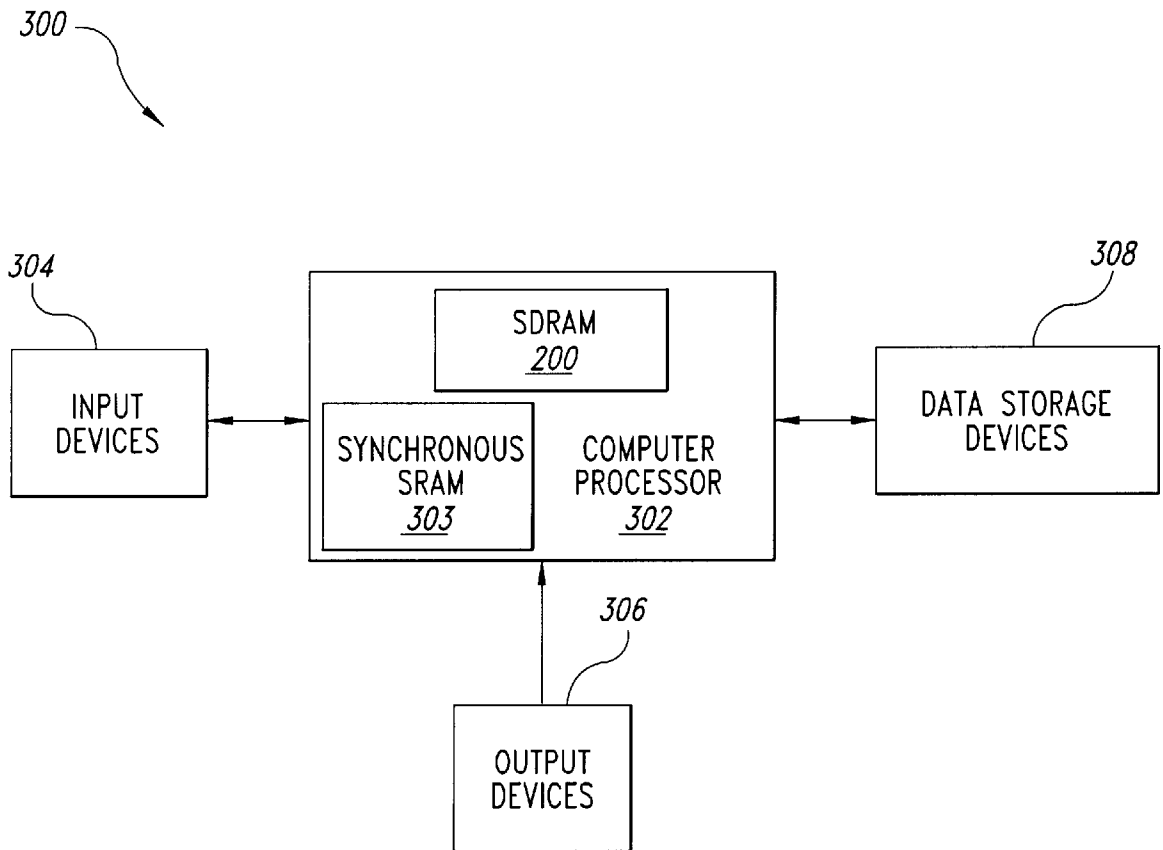 300
304
308
SDRAM
200
INPUT
DEVICES
SYNCHRONOUS
SRAM
303
COMPUTER
PROCESSOR
302
DATA STORAGE
DEVICES
306
OUTPUT
DEVICES